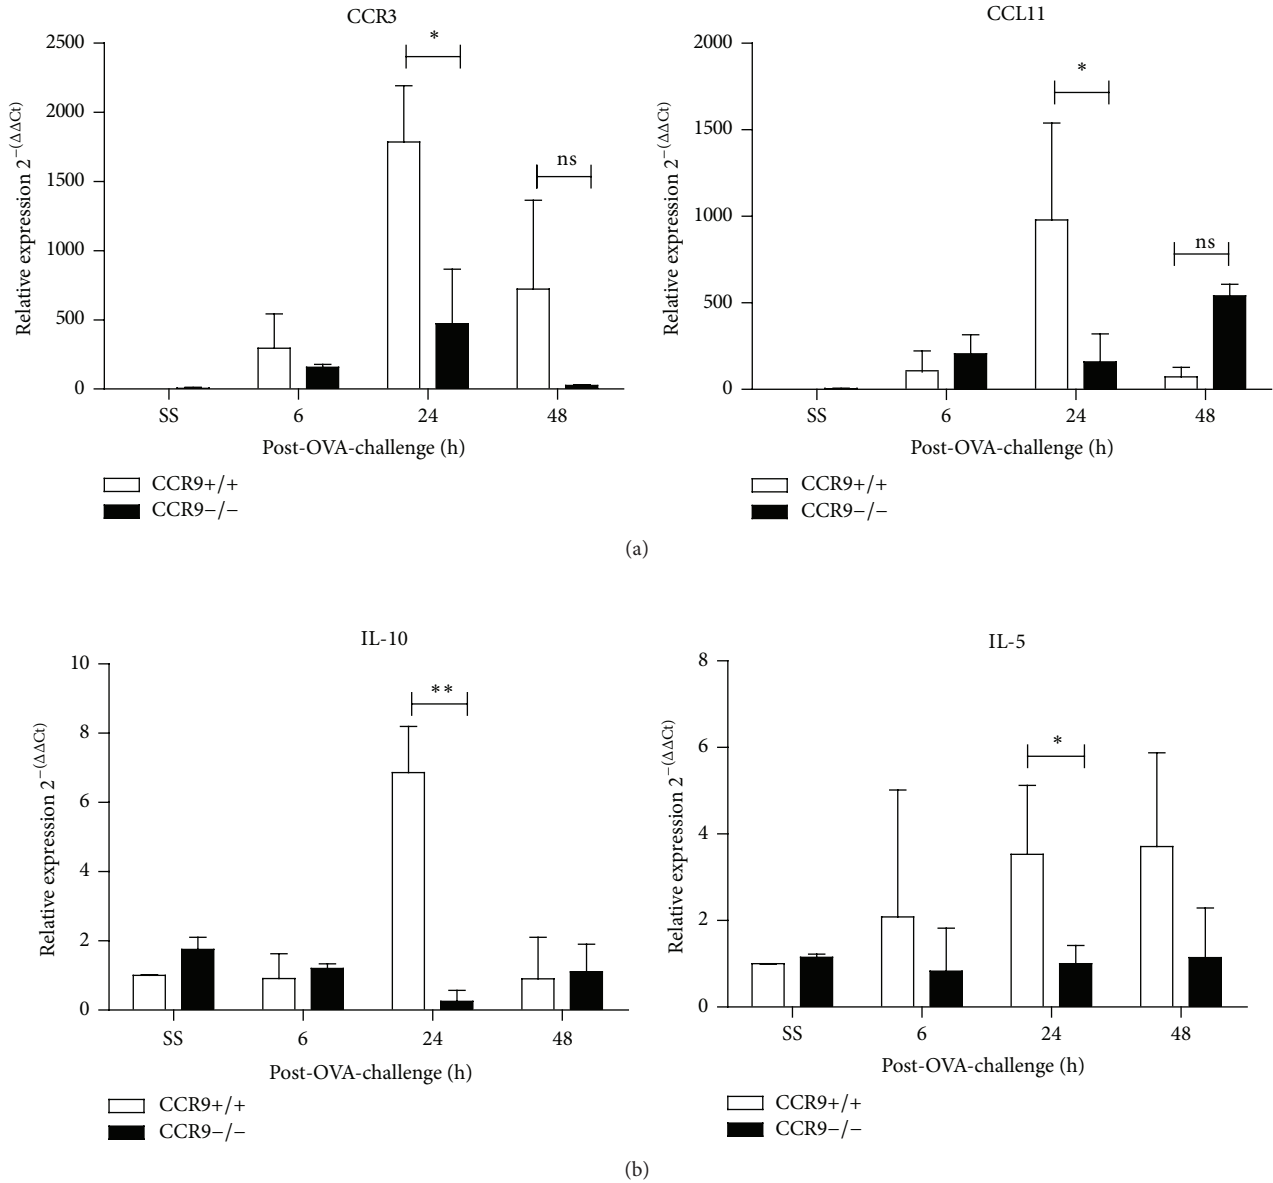 CCR3
Relative expression 2^−(ΔΔCt)
2500
2000
1500
1000
500
0
*
ns
SS 6 24 48
Post-OVA-challenge (h)
CCR9+/+
CCR9−/−
CCL11
Relative expression 2^−(ΔΔCt)
2000
1500
1000
500
0
*
ns
SS 6 24 48
Post-OVA-challenge (h)
CCR9+/+
CCR9−/−
(a)
IL-10
Relative expression 2^−(ΔΔCt)
10
8
6
4
2
0
**
SS 6 24 48
Post-OVA-challenge (h)
CCR9+/+
CCR9−/−
IL-5
Relative expression 2^−(ΔΔCt)
8
6
4
2
0
*
SS 6 24 48
Post-OVA-challenge (h)
CCR9+/+
CCR9−/−
(b)